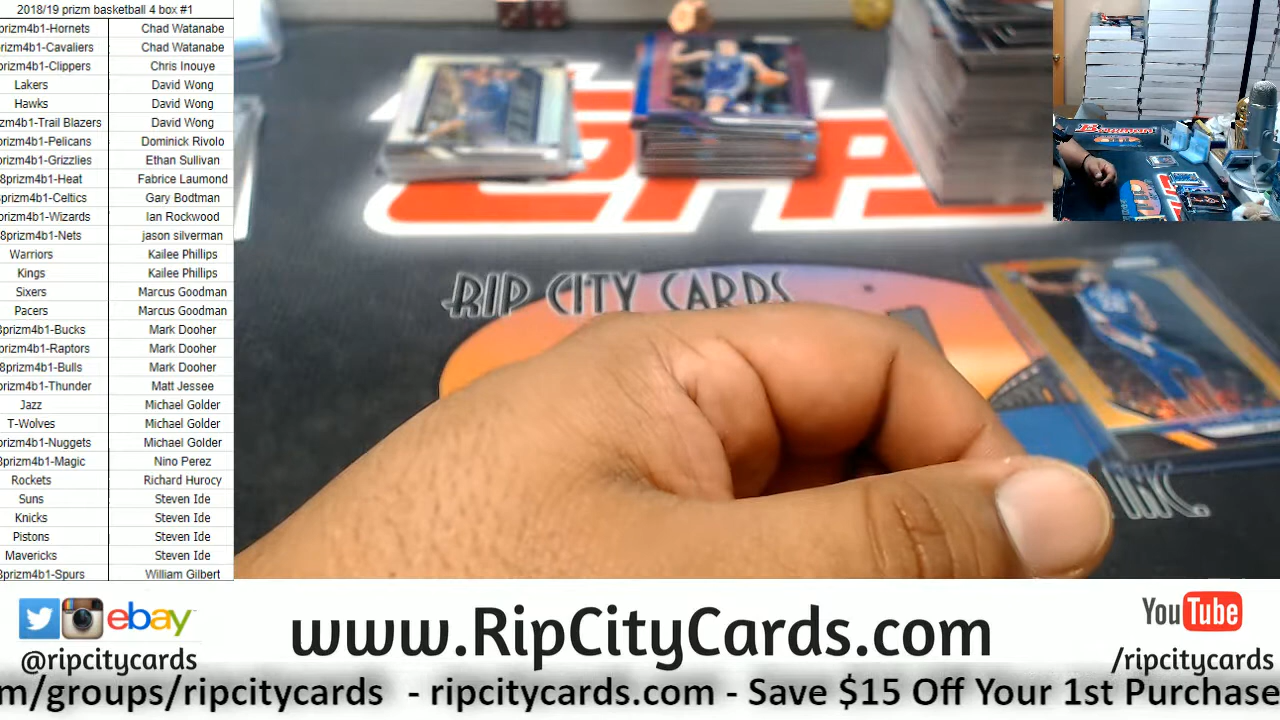 2018/19 prizm basketball 4 box #1
prizm4b1-Hornets Chad Watanabe
prizm4b1-Cavaliers Chad Watanabe
prizm4b1-Clippers Chris Inouye
Lakers David Wong
Hawks David Wong
zm4b1-Trail Blazers David Wong
prizm4b1-Pelicans Dominick Rivolo
prizm4b1-Grizzlies Ethan Sullivan
8prizm4b1-Heat Fabrice Laumond
prizm4b1-Celtics Gary Bodtman
prizm4b1-Wizards Ian Rockwood
8prizm4b1-Nets jason silverman
Warriors Kailee Phillips
Kings Kailee Phillips
Sixers Marcus Goodman
Pacers Marcus Goodman
prizm4b1-Bucks Mark Dooher
prizm4b1-Raptors Mark Dooher
8prizm4b1-Bulls Mark Dooher
prizm4b1-Thunder Matt Jessee
Jazz Michael Golder
T-Wolves Michael Golder
prizm4b1-Nuggets Michael Golder
8prizm4b1-Magic Nino Perez
Rockets Richard Hurocy
Suns Steven Ide
Knicks Steven Ide
Pistons Steven Ide
Mavericks Steven Ide
8prizm4b1-Spurs William Gilbert
RIP CITY CARDS
INC.
ebay
@ripcitycards
www.RipCityCards.com
YouTube
/ripcitycards
m/groups/ripcitycards - ripcitycards.com - Save $15 Off Your 1st Purchase